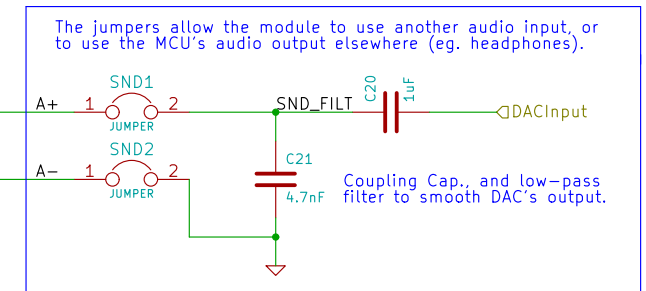 The jumpers allow the module to use another audio input, or
to use the MCU's audio output elsewhere (eg. headphones).
SND1
A+ 1 2
JUMPER
SND_FILT
C20
1uF
DACInput
SND2
A- 1 2
JUMPER
C21
4.7nF
Coupling Cap., and low-pass
filter to smooth DAC's output.